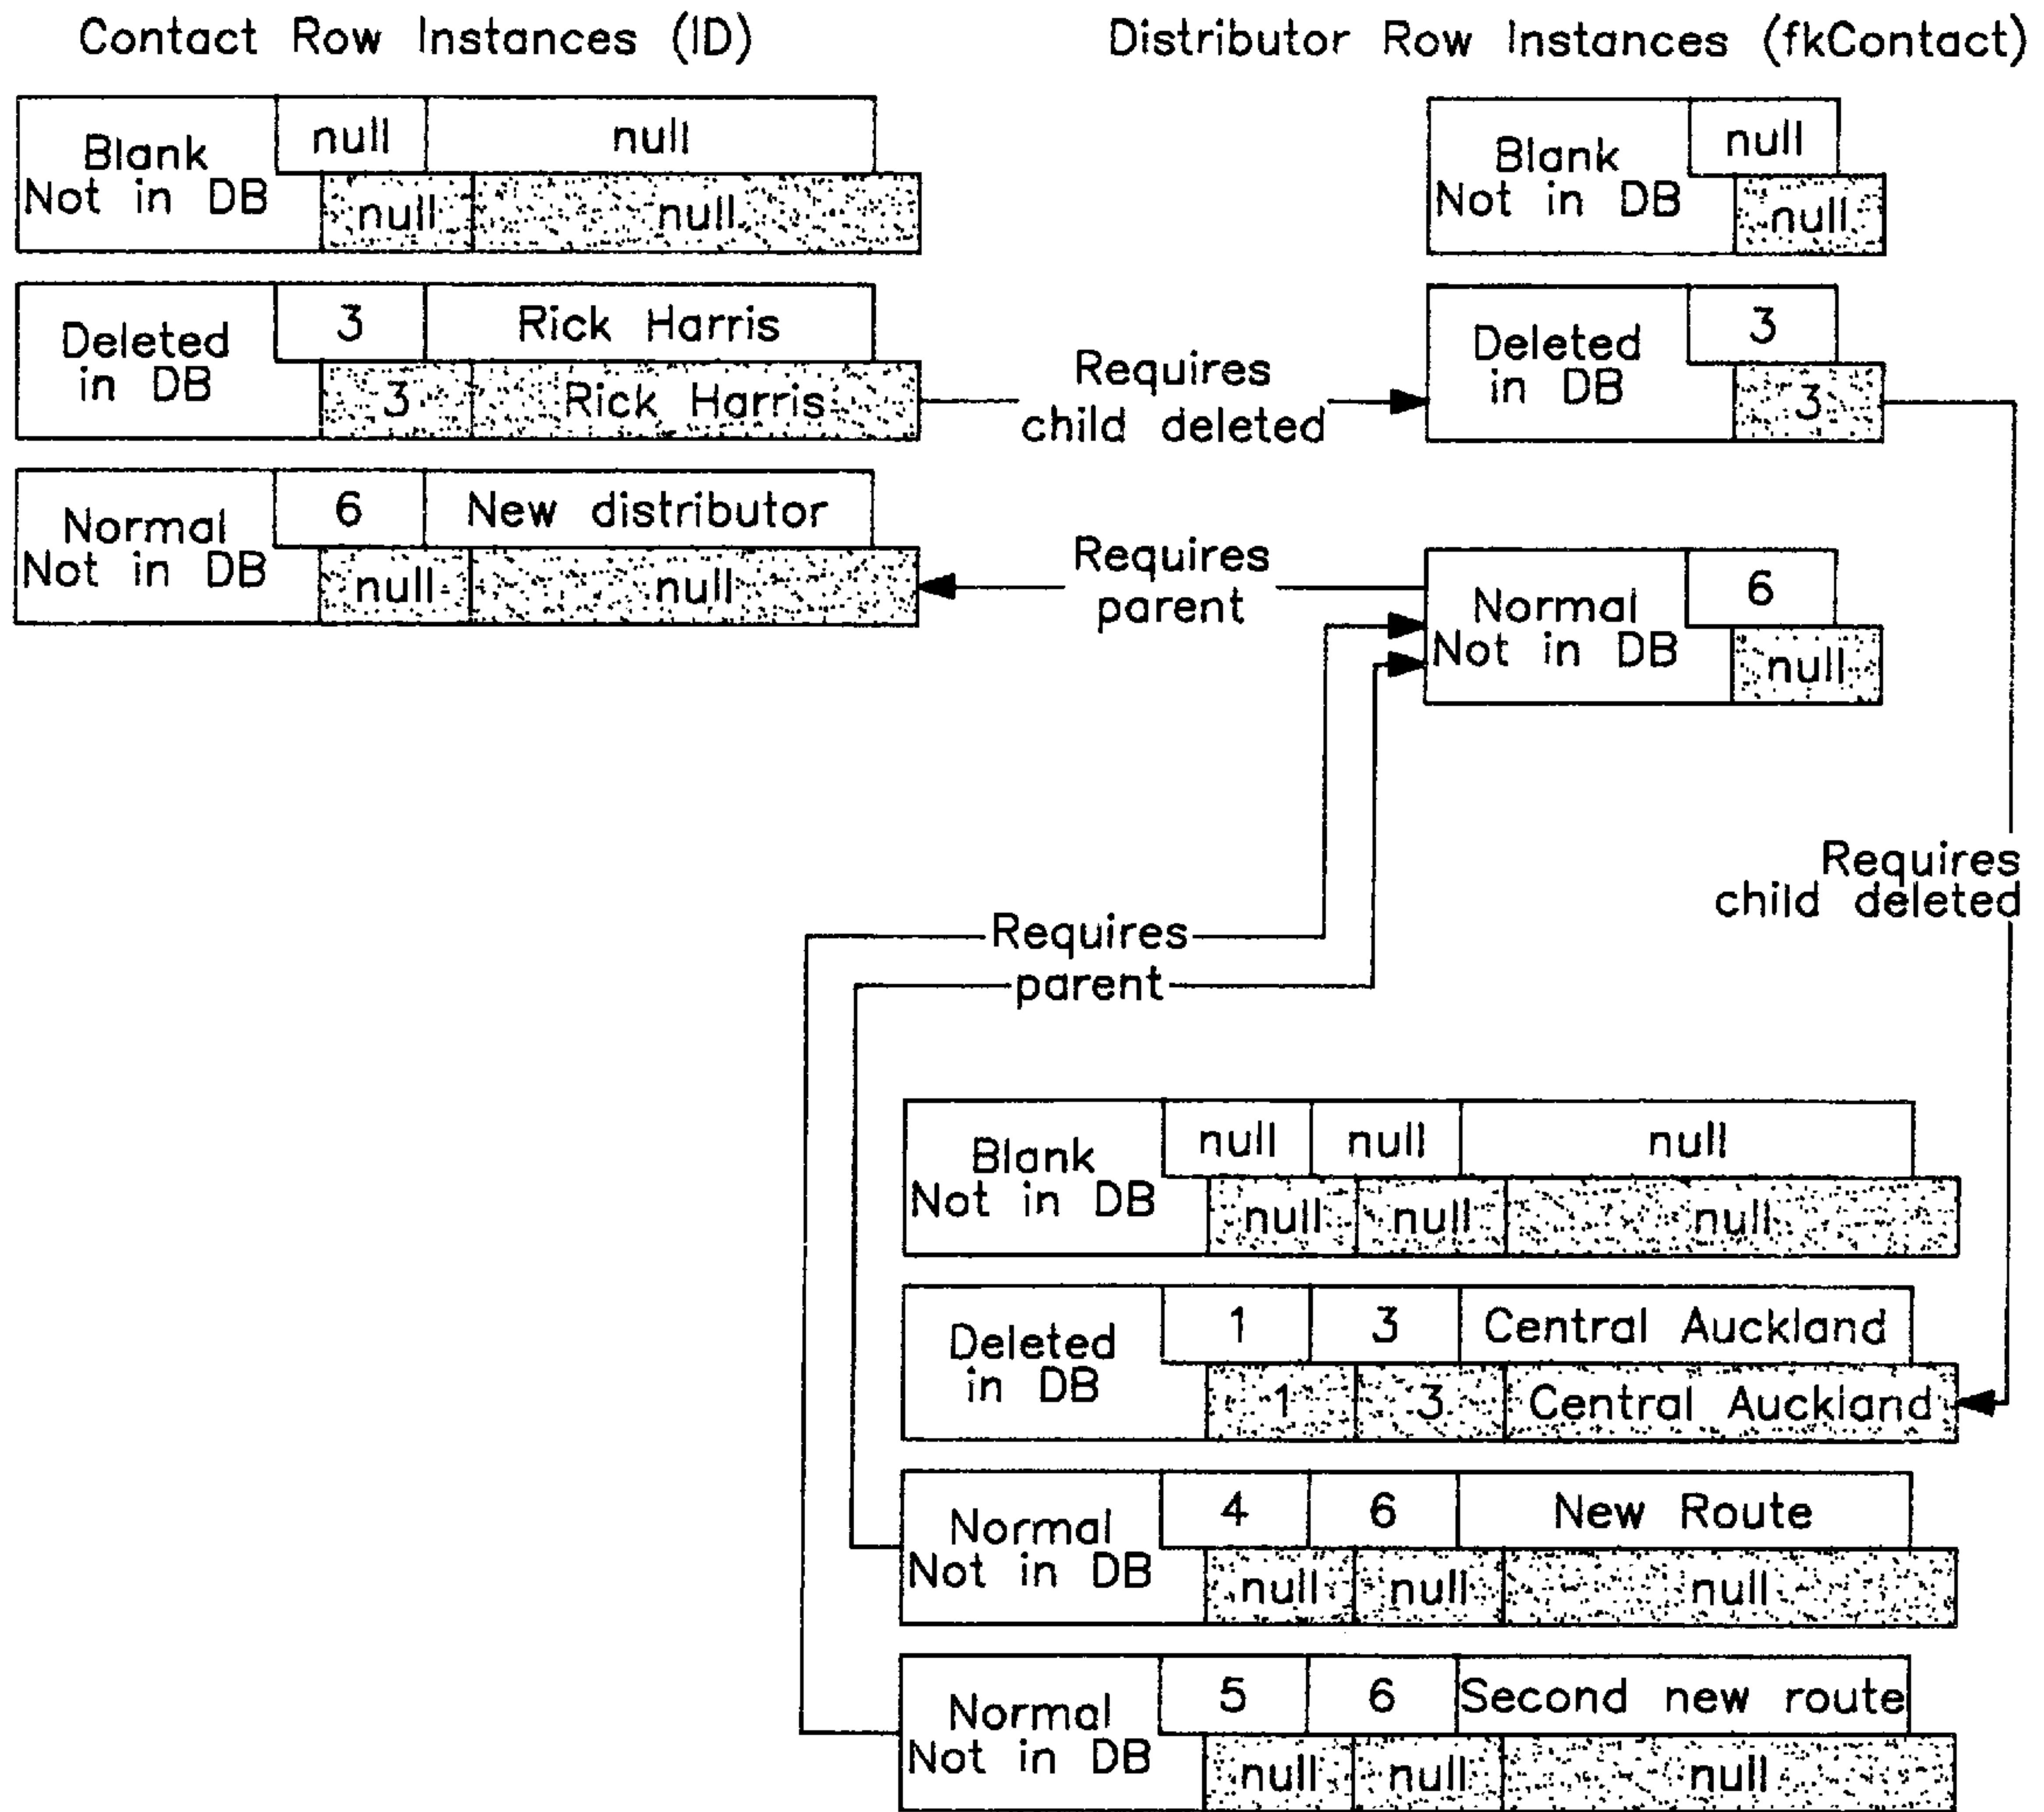 Contact Row Instances (ID)
Distributor Row Instances (fkContact)
Blank
Not in DB
null
null
null
null
Blank
Not in DB
null
null
Deleted
in DB
3
Rick Harris
3
Rick Harris
Requires
child deleted
Deleted
in DB
3
3
Normal
Not in DB
6
New distributor
null
null
Requires
parent
Normal
Not in DB
6
null
Requires
child deleted
Requires
parent
Blank
Not in DB
null
null
null
null
null
null
Deleted
in DB
1
3
Central Auckland
1
3
Central Auckland
Normal
Not in DB
4
6
New Route
null
null
null
Normal
Not in DB
5
6
Second new route
null
null
null